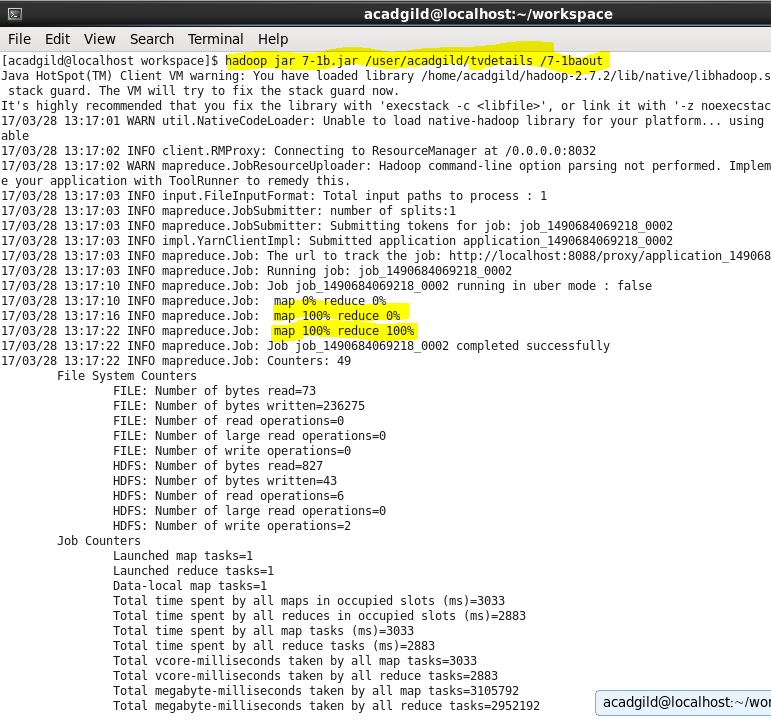 acadgild@localhost:~/workspace
File Edit View Search Terminal Help
[acadgild@localhost workspace]$ hadoop jar 7-1b.jar /user/acadgild/tvdetails /7-1baout
Java HotSpot(TM) Client VM warning: You have loaded library /home/acadgild/hadoop-2.7.2/lib/native/libhadoop.s
 stack guard. The VM will try to fix the stack guard now.
It's highly recommended that you fix the library with 'execstack -c <libfile>', or link it with '-z noexecstac
17/03/28 13:17:01 WARN util.NativeCodeLoader: Unable to load native-hadoop library for your platform... using
able
17/03/28 13:17:02 INFO client.RMProxy: Connecting to ResourceManager at /0.0.0.0:8032
17/03/28 13:17:02 WARN mapreduce.JobResourceUploader: Hadoop command-line option parsing not performed. Implem
e your application with ToolRunner to remedy this.
17/03/28 13:17:03 INFO input.FileInputFormat: Total input paths to process : 1
17/03/28 13:17:03 INFO mapreduce.JobSubmitter: number of splits:1
17/03/28 13:17:03 INFO mapreduce.JobSubmitter: Submitting tokens for job: job_1490684069218_0002
17/03/28 13:17:03 INFO impl.YarnClientImpl: Submitted application application_1490684069218_0002
17/03/28 13:17:03 INFO mapreduce.Job: The url to track the job: http://localhost:8088/proxy/application_149068
17/03/28 13:17:03 INFO mapreduce.Job: Running job: job_1490684069218_0002
17/03/28 13:17:10 INFO mapreduce.Job: Job job_1490684069218_0002 running in uber mode : false
17/03/28 13:17:10 INFO mapreduce.Job:  map 0% reduce 0%
17/03/28 13:17:16 INFO mapreduce.Job:  map 100% reduce 0%
17/03/28 13:17:22 INFO mapreduce.Job:  map 100% reduce 100%
17/03/28 13:17:22 INFO mapreduce.Job: Job job_1490684069218_0002 completed successfully
17/03/28 13:17:22 INFO mapreduce.Job: Counters: 49
File System Counters
FILE: Number of bytes read=73
FILE: Number of bytes written=236275
FILE: Number of read operations=0
FILE: Number of large read operations=0
FILE: Number of write operations=0
HDFS: Number of bytes read=827
HDFS: Number of bytes written=43
HDFS: Number of read operations=6
HDFS: Number of large read operations=0
HDFS: Number of write operations=2
Job Counters
Launched map tasks=1
Launched reduce tasks=1
Data-local map tasks=1
Total time spent by all maps in occupied slots (ms)=3033
Total time spent by all reduces in occupied slots (ms)=2883
Total time spent by all map tasks (ms)=3033
Total time spent by all reduce tasks (ms)=2883
Total vcore-milliseconds taken by all map tasks=3033
Total vcore-milliseconds taken by all reduce tasks=2883
Total megabyte-milliseconds taken by all map tasks=3105792
Total megabyte-milliseconds taken by all reduce tasks=2952192
acadgild@localhost:~/wor